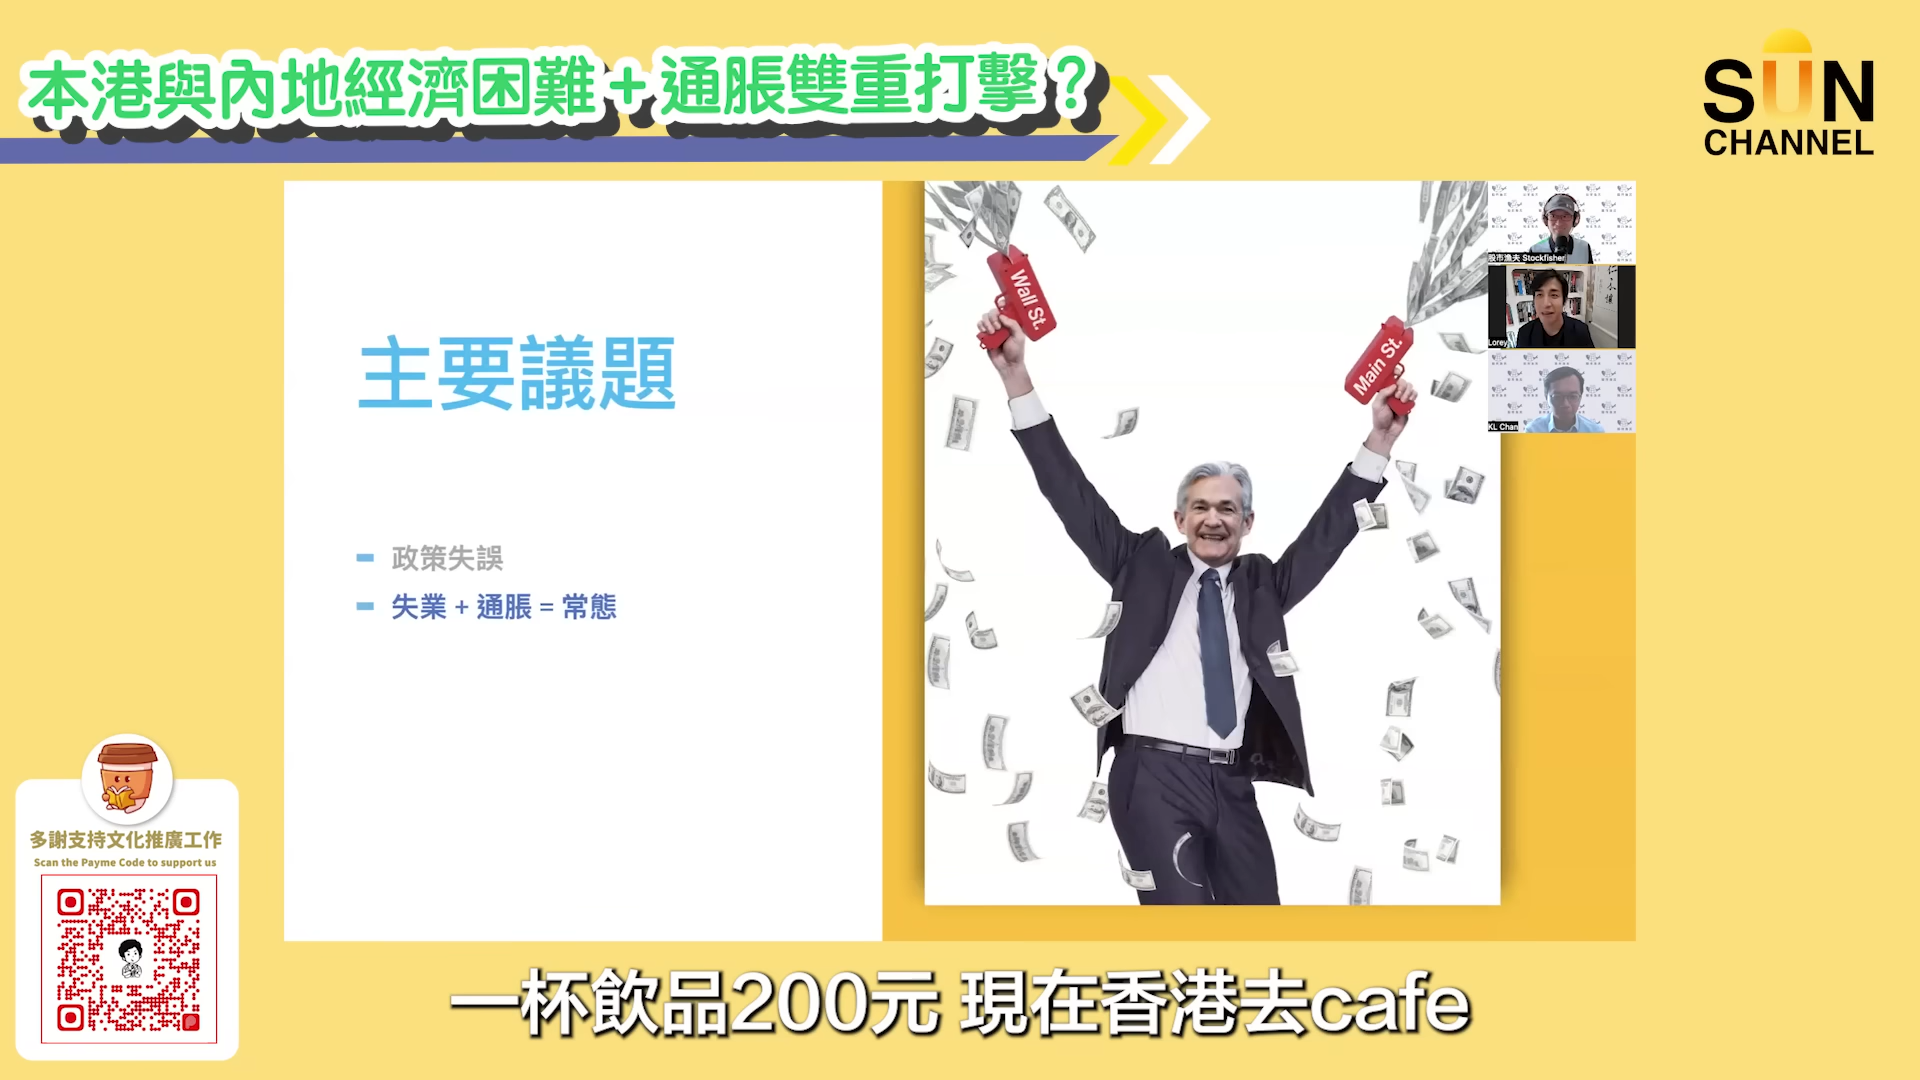 本港與內地經濟困難+通脹雙重打擊？
SUN
CHANNEL
主要議題
政策失誤
失業 + 通脹 = 常態
Wall St.
Main St.
股市漁夫 Stockfisher
Lorey
KL Chan
多謝支持文化推廣工作
Scan the Payme Code to support us
一杯飲品200元 現在香港去cafe